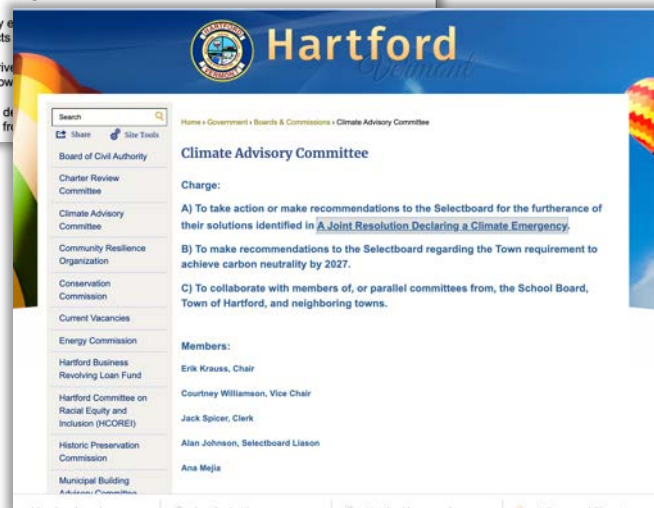 Hartford
Vermont
Search
Share Site Tools
Board of Civil Authority
Charter Review
Committee
Climate Advisory
Committee
Community Resilience
Organization
Conservation
Commission
Current Vacancies
Energy Commission
Hartford Business
Revolving Loan Fund
Hartford Committee on
Racial Equity and
Inclusion (HCOREI)
Historic Preservation
Commission
Municipal Building
Advisory Committee
Home › Government › Boards & Commissions › Climate Advisory Committee
Climate Advisory Committee
Charge:
A) To take action or make recommendations to the Selectboard for the furtherance of
their solutions identified in A Joint Resolution Declaring a Climate Emergency.
B) To make recommendations to the Selectboard regarding the Town requirement to
achieve carbon neutrality by 2027.
C) To collaborate with members of, or parallel committees from, the School Board,
Town of Hartford, and neighboring towns.
Members:
Erik Krauss, Chair
Courtney Williamson, Vice Chair
Jack Spicer, Clerk
Alan Johnson, Selectboard Liason
Ana Mejia